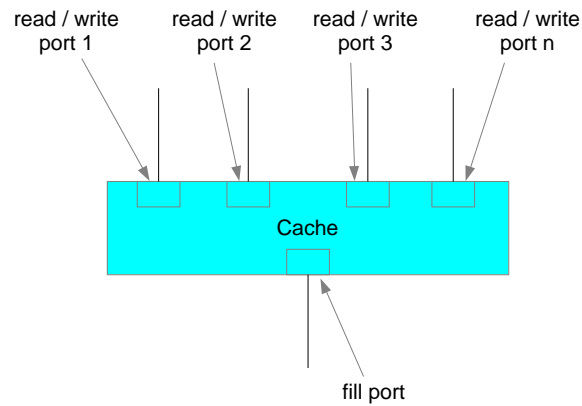 read / write
port 1
read / write
port 2
read / write
port 3
read / write
port n
Cache
fill port